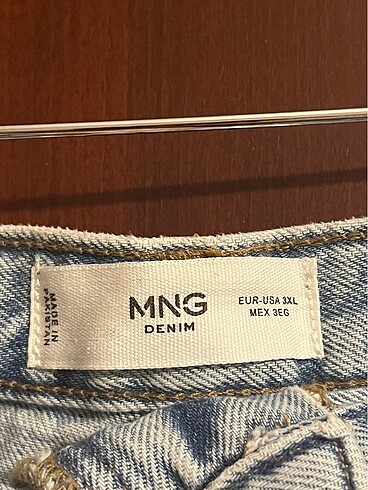 MADE IN
PAKISTAN
MNG
DENIM
EUR-USA 3XL
MEX 3EG